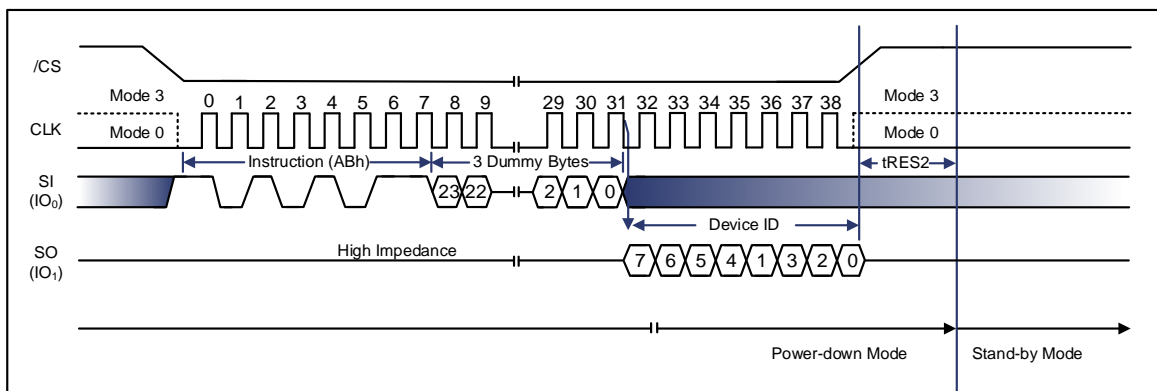 /CS
0 1 2 3 4 5 6 7 8 9 29 30 31 32 33 34 35 36 37 38
Mode 3 Mode 3
CLK
Mode 0 Mode 0
Instruction (ABh) 3 Dummy Bytes tRES2
SI
(IO0)
23 22 2 1 0
Device ID
High Impedance
SO
(IO1)
7 6 5 4 1 3 2 0
Power-down Mode Stand-by Mode